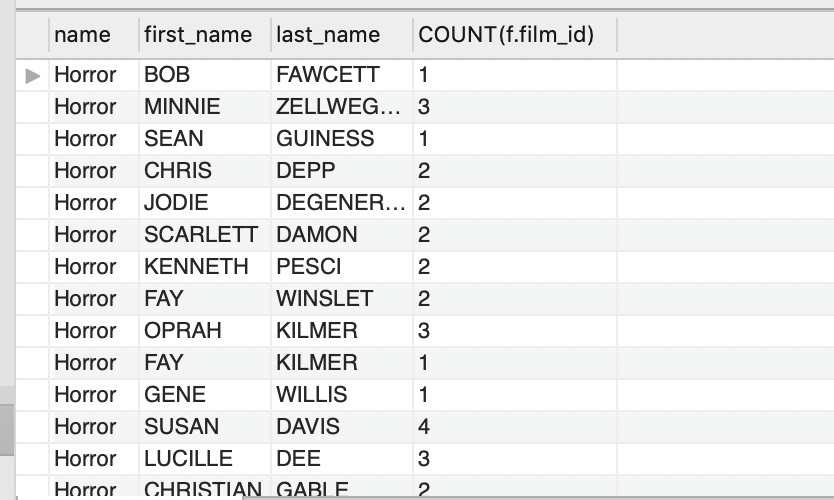 name first_name last_name COUNT(f.film_id)
Horror BOB FAWCETT 1
Horror MINNIE ZELLWEG... 3
Horror SEAN GUINESS 1
Horror CHRIS DEPP 2
Horror JODIE DEGENER... 2
Horror SCARLETT DAMON 2
Horror KENNETH PESCI 2
Horror FAY WINSLET 2
Horror OPRAH KILMER 3
Horror FAY KILMER 1
Horror GENE WILLIS 1
Horror SUSAN DAVIS 4
Horror LUCILLE DEE 3
Horror CHRISTIAN GABLE 2